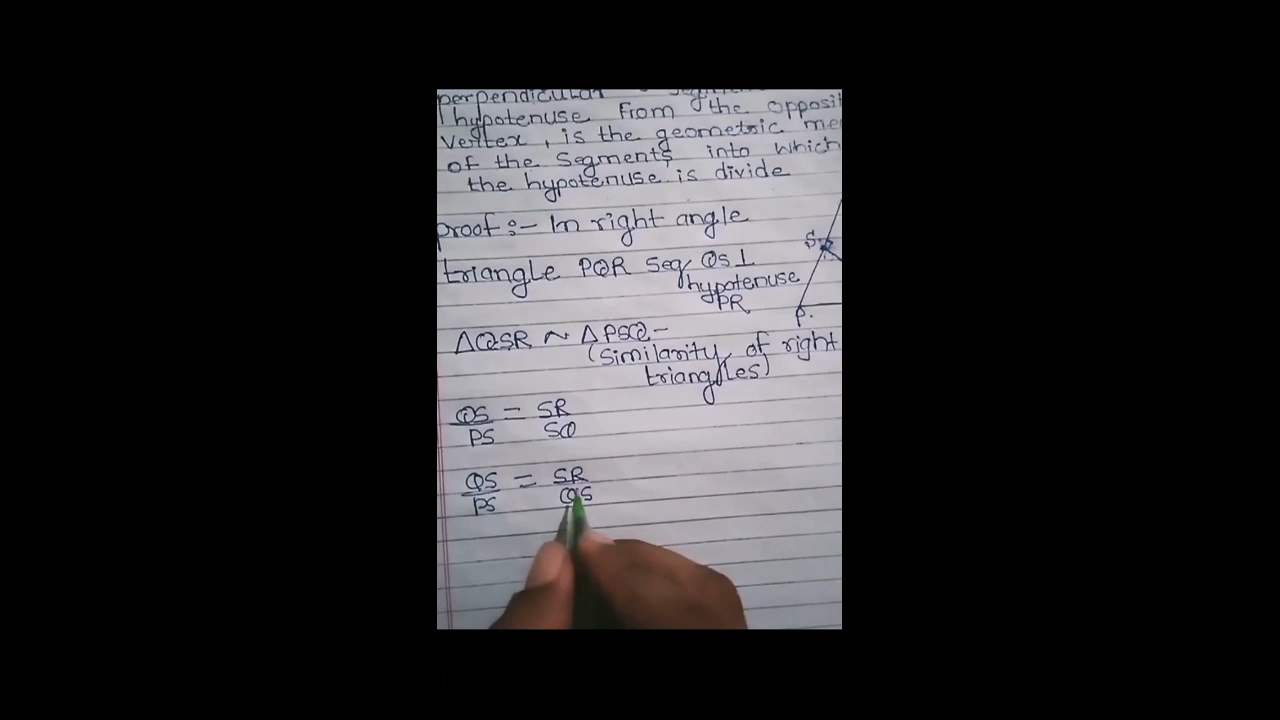 perpendicular
hypotenuse From the opposit
vertex, is the geometric me
of the segments into which
the hypotenuse is divide
proof :- In right angle
triangle PQR seg QS ⊥
hypotenuse
PR
S
P.
ΔQSR ~ ΔPSQ -
(Similarity of right
triangles)
QS = SR
PS SQ
QS = SR
PS QS